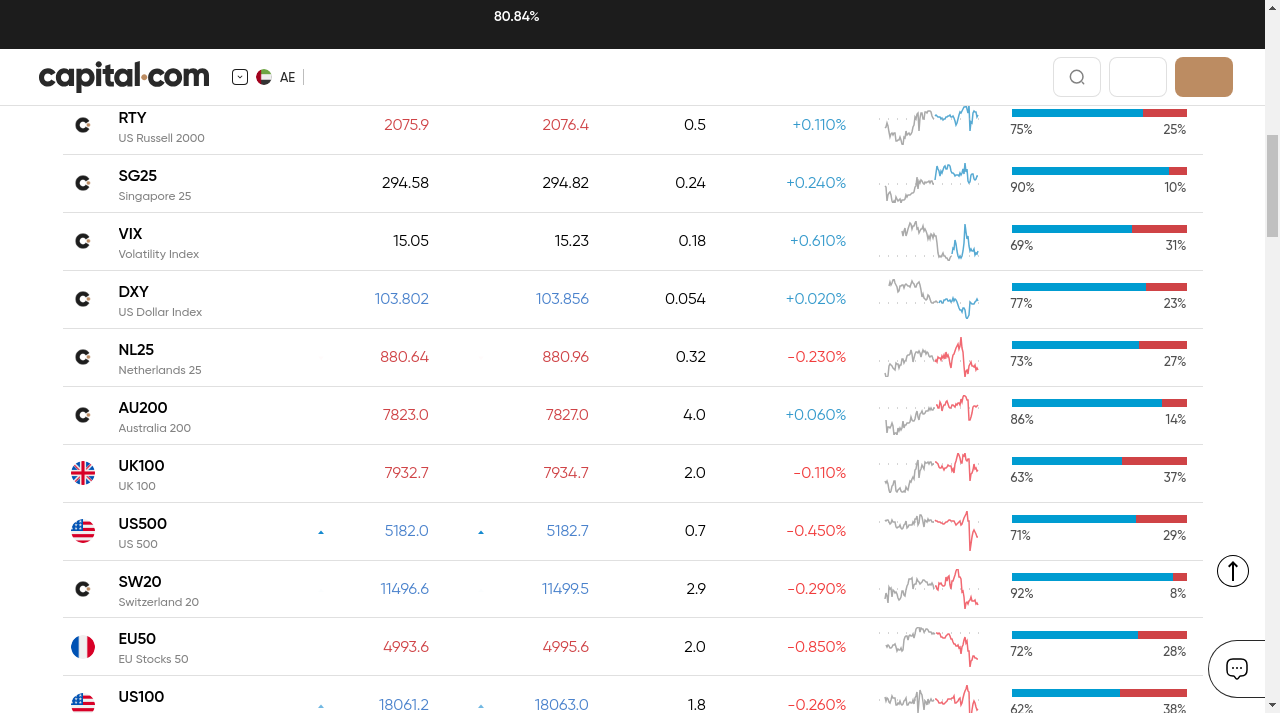 80.84%
capital.com
AE
RTY 2075.9 2076.4 0.5 +0.110%
US Russell 2000 75% 25%
SG25 294.58 294.82 0.24 +0.240%
Singapore 25 90% 10%
VIX 15.05 15.23 0.18 +0.610%
Volatility Index 69% 31%
DXY 103.802 103.856 0.054 +0.020%
US Dollar Index 77% 23%
NL25 880.64 880.96 0.32 -0.230%
Netherlands 25 73% 27%
AU200 7823.0 7827.0 4.0 +0.060%
Australia 200 86% 14%
UK100 7932.7 7934.7 2.0 -0.110%
UK 100 63% 37%
US500 5182.0 5182.7 0.7 -0.450%
US 500 71% 29%
SW20 11496.6 11499.5 2.9 -0.290%
Switzerland 20 92% 8%
EU50 4993.6 4995.6 2.0 -0.850%
EU Stocks 50 72% 28%
US100 18061.2 18063.0 1.8 -0.260%
62% 38%